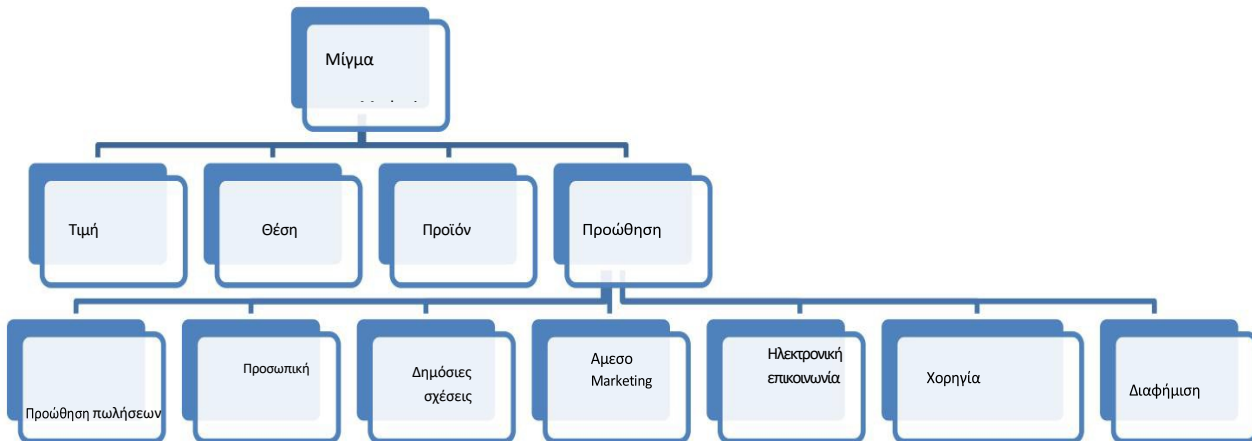 Μίγμα
Τιμή
Θέση
Προϊόν
Προώθηση
Προώθηση πωλήσεων
Προσωπική
Δημόσιες
σχέσεις
Αμεσο
Marketing
Ηλεκτρονική
επικοινωνία
Χορηγία
Διαφήμιση